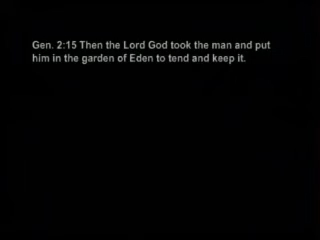 Gen. 2:15 Then the Lord God took the man and put
him in the garden of Eden to tend and keep it.